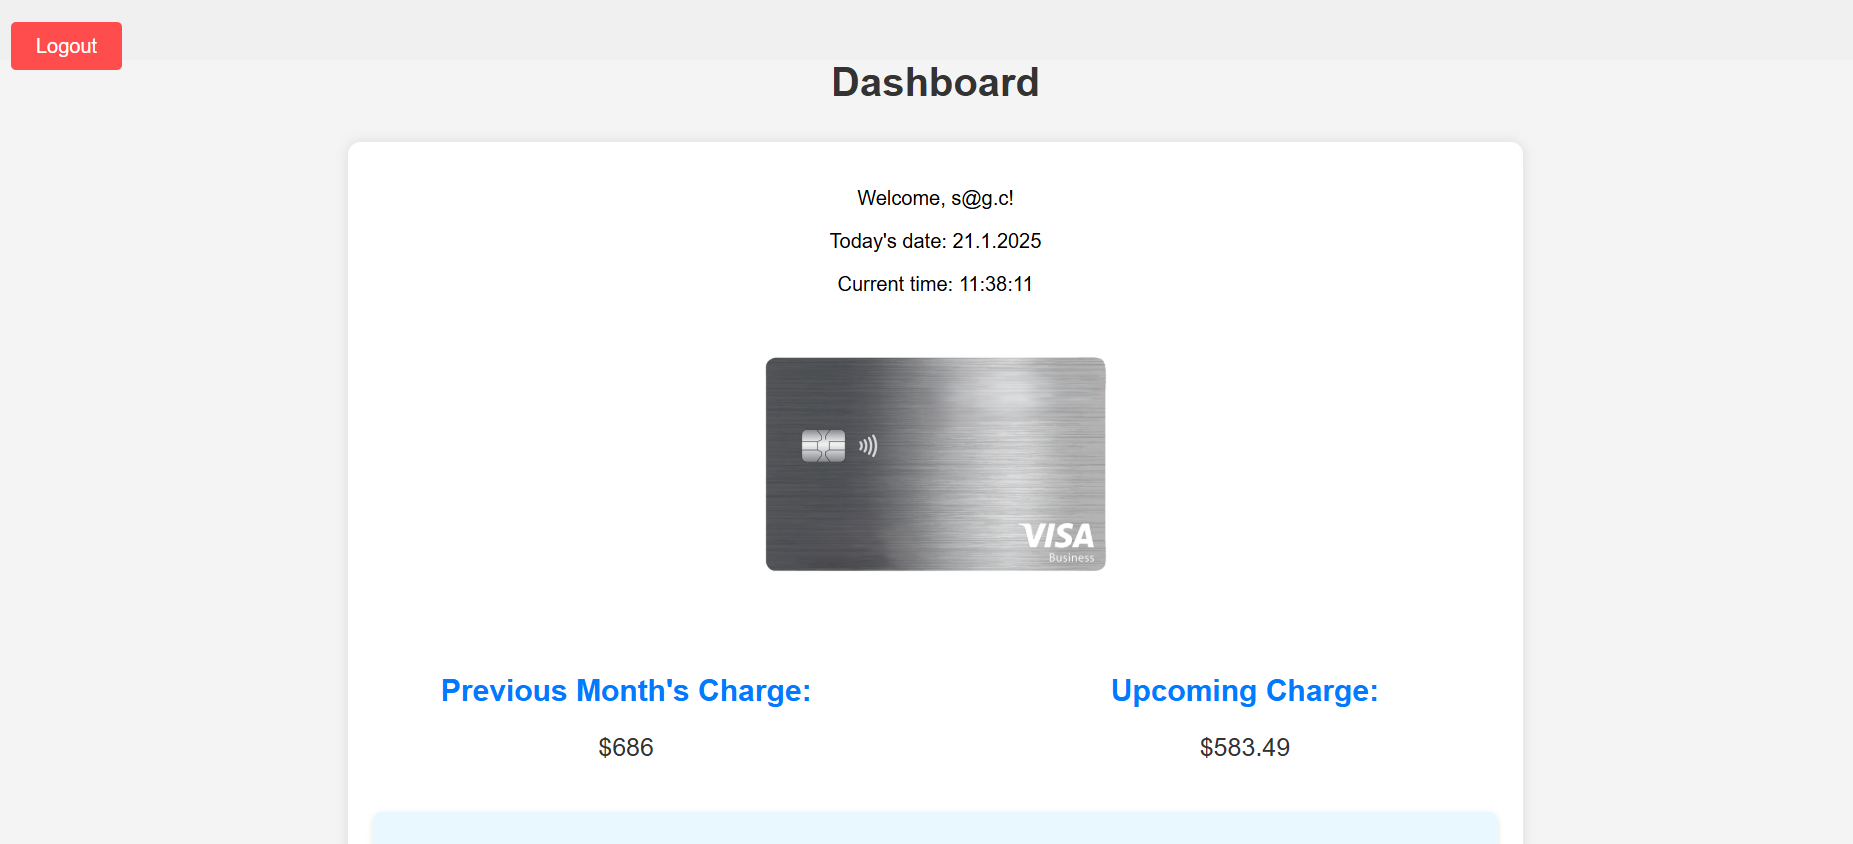 Logout
Dashboard
Welcome, s@g.c!
Today's date: 21.1.2025
Current time: 11:38:11
VISA
Business
Previous Month's Charge:
$686
Upcoming Charge:
$583.49